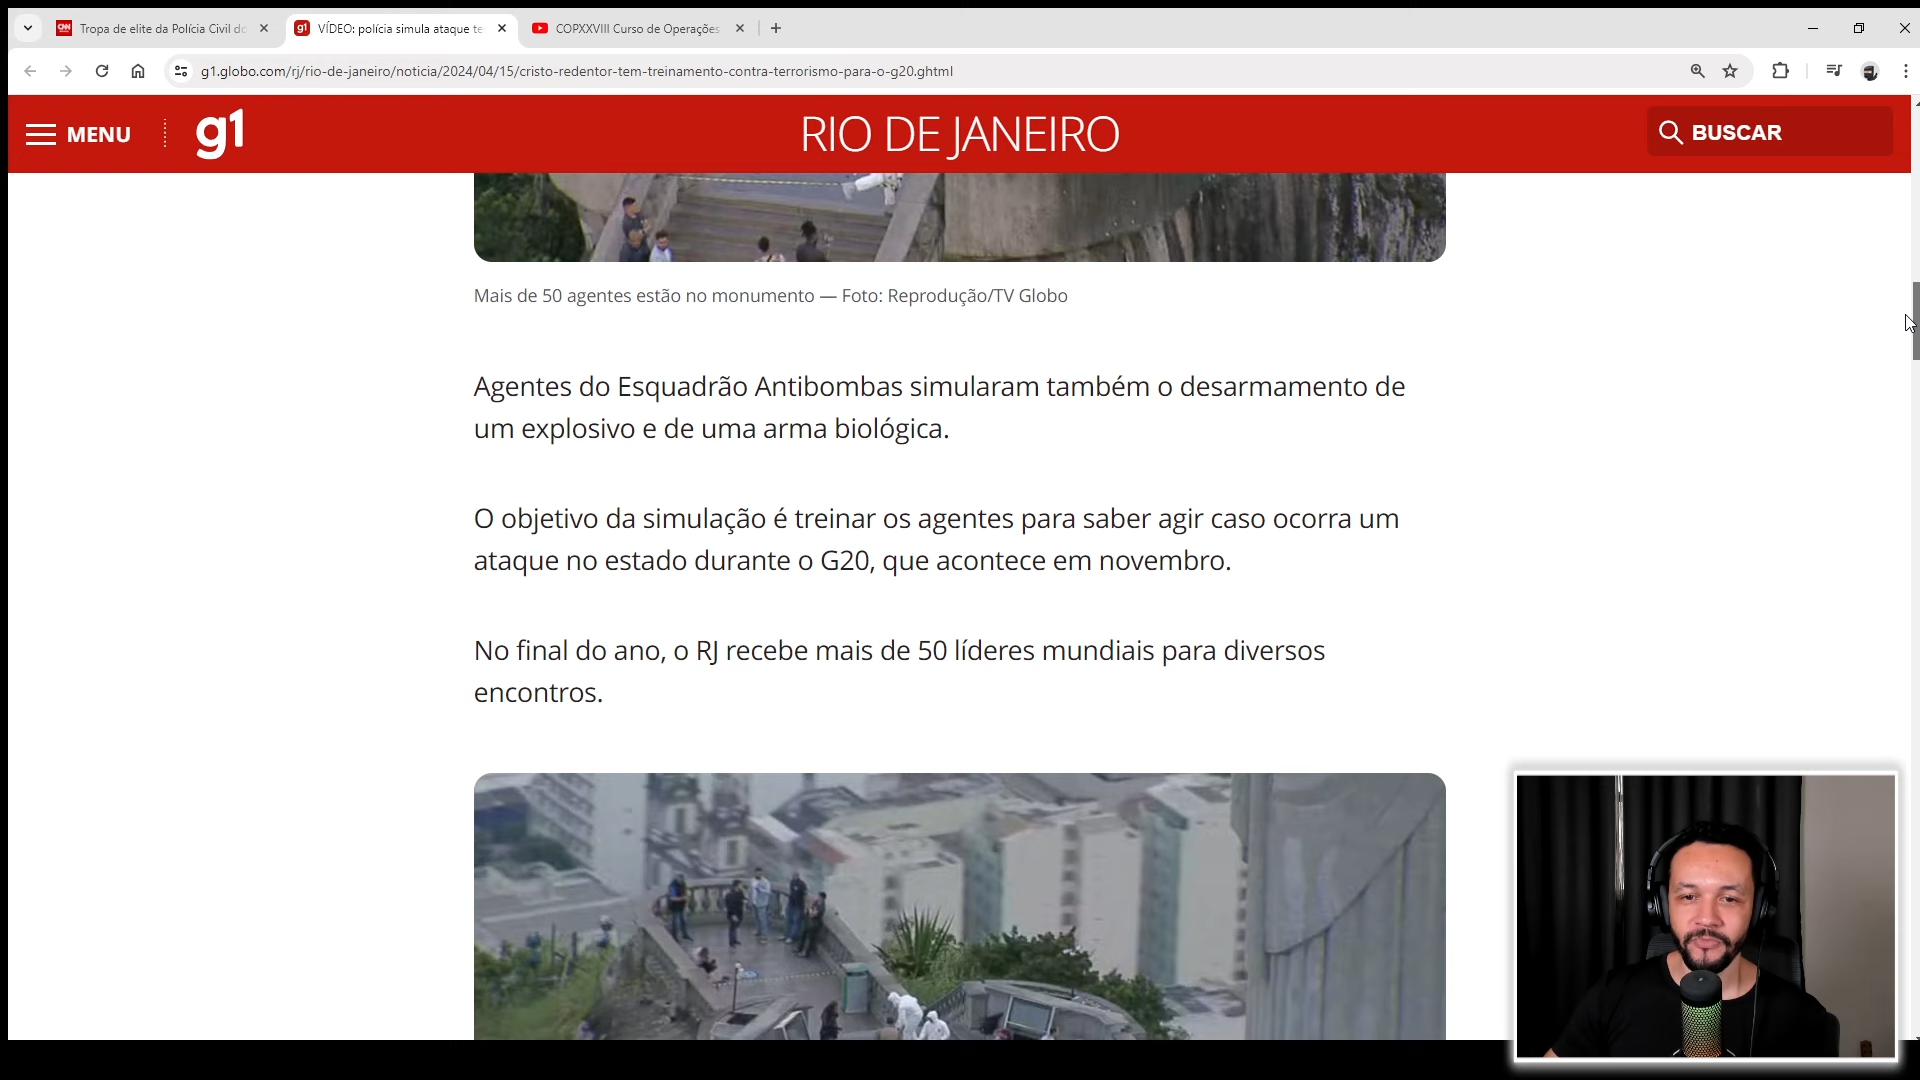 Tropa de elite da Polícia Civil do
VÍDEO: polícia simula ataque te
COPXXVIII Curso de Operações
g1.globo.com/rj/rio-de-janeiro/noticia/2024/04/15/cristo-redentor-tem-treinamento-contra-terrorismo-para-o-g20.ghtml
MENU
g1
RIO DE JANEIRO
BUSCAR
Mais de 50 agentes estão no monumento — Foto: Reprodução/TV Globo
Agentes do Esquadrão Antibombas simularam também o desarmamento de
um explosivo e de uma arma biológica.
O objetivo da simulação é treinar os agentes para saber agir caso ocorra um
ataque no estado durante o G20, que acontece em novembro.
No final do ano, o RJ recebe mais de 50 líderes mundiais para diversos
encontros.